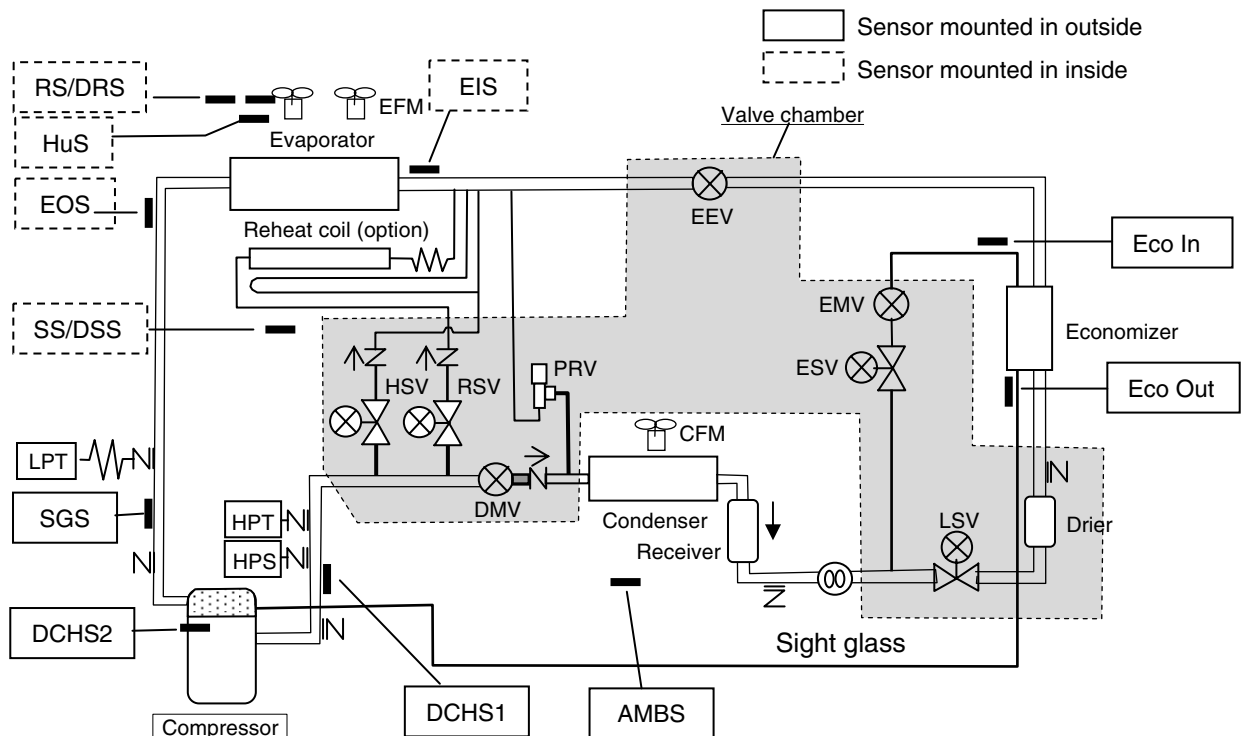 Sensor mounted in outside
Sensor mounted in inside
RS/DRS
EFM
EIS
HuS
Evaporator
Valve chamber
EOS
EEV
Reheat coil (option)
Eco In
SS/DSS
EMV
Economizer
HSV
RSV
PRV
ESV
Eco Out
CFM
LPT
SGS
HPT
DMV
Condenser
LSV
Drier
HPS
Receiver
DCHS2
Sight glass
DCHS1
AMBS
Compressor